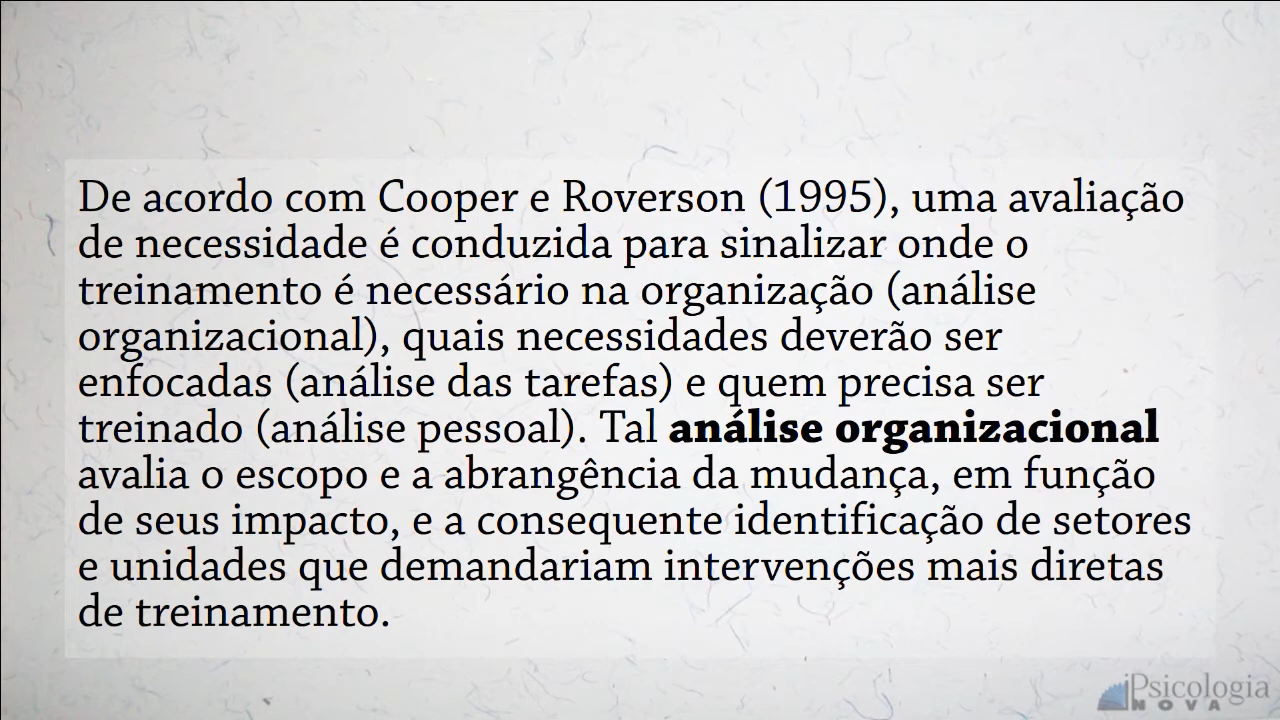 De acordo com Cooper e Roverson (1995), uma avaliação
de necessidade é conduzida para sinalizar onde o
treinamento é necessário na organização (análise
organizacional), quais necessidades deverão ser
enfocadas (análise das tarefas) e quem precisa ser
treinado (análise pessoal). Tal análise organizacional
avalia o escopo e a abrangência da mudança, em função
de seus impacto, e a consequente identificação de setores
e unidades que demandariam intervenções mais diretas
de treinamento.
Psicologia
NOVA